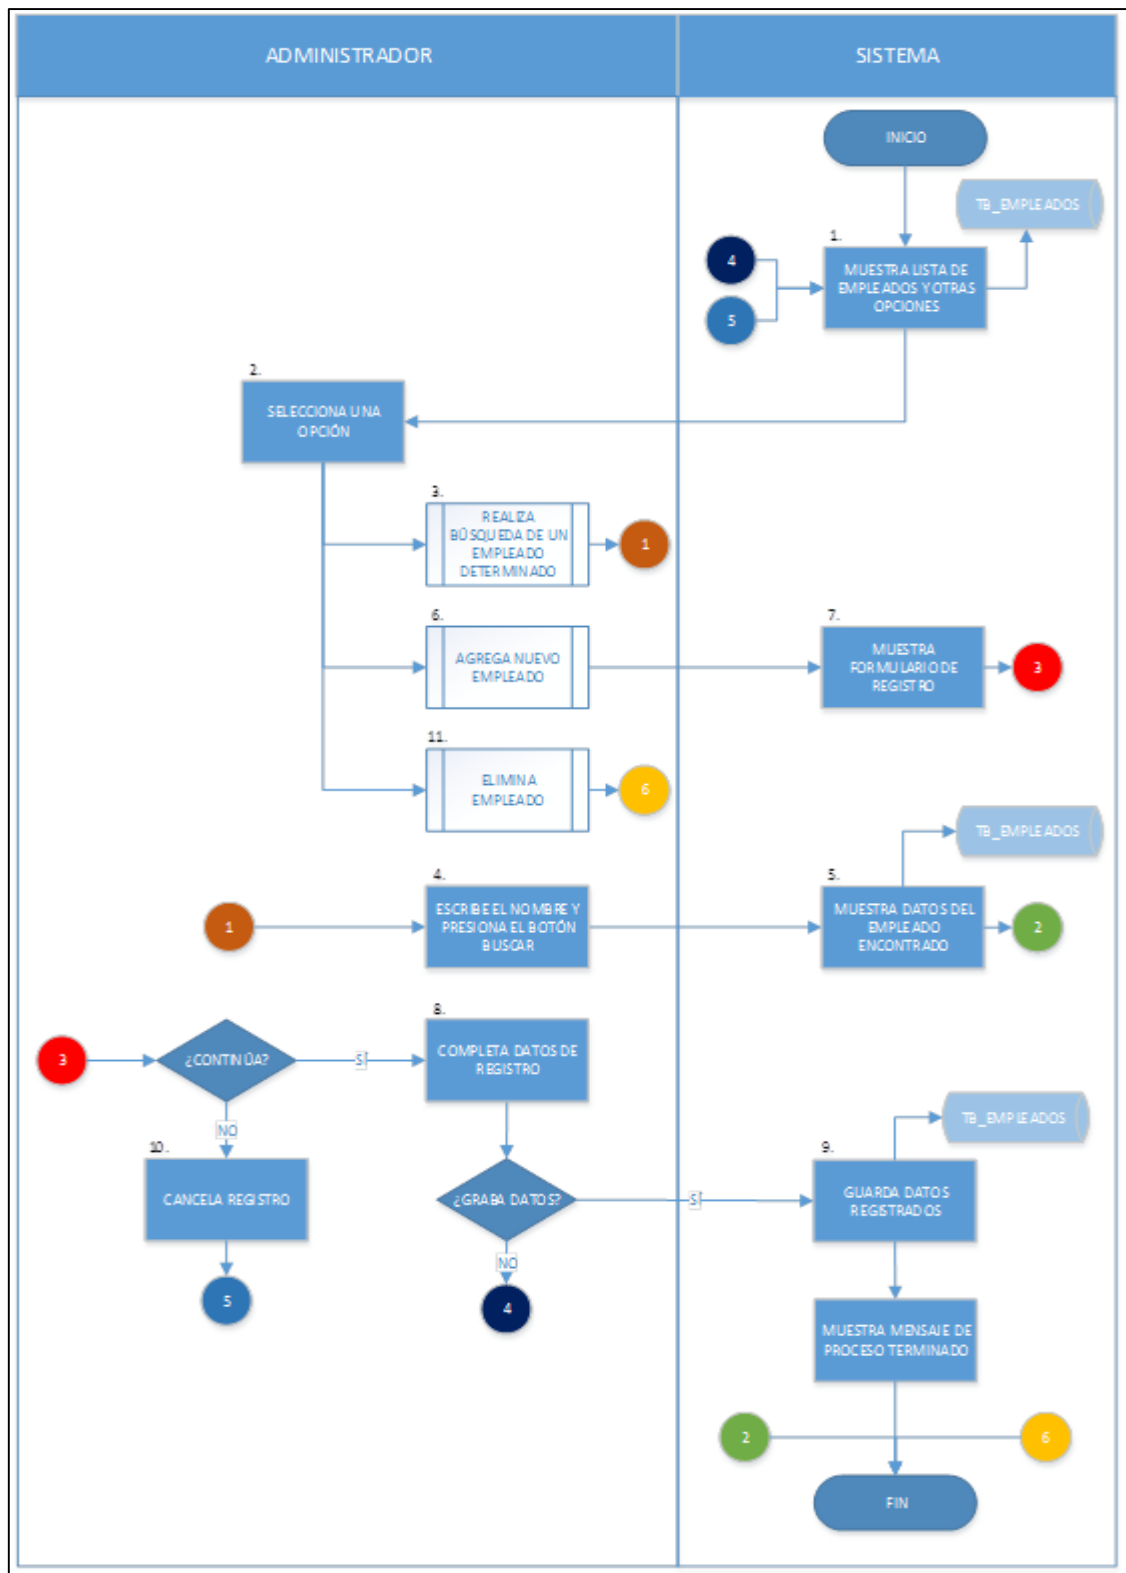 ADMINISTRADOR
SISTEMA
INICIO
TB_EMPLEADOS
1.
MUESTRA LISTA DE
EMPLEADOS Y OTRAS
OPCIONES
4
5
2.
SELECCIONA UNA
OPCIÓN
3.
REALIZA
BÚSQUEDA DE UN
EMPLEADO
DETERMINADO
1
6.
AGREGA NUEVO
EMPLEADO
7.
MUESTRA
FORMULARIO DE
REGISTRO
3
11.
ELIMINA
EMPLEADO
6
TB_EMPLEADOS
4.
ESCRIBE EL NOMBRE Y
PRESIONA EL BOTÓN
BUSCAR
1
5.
MUESTRA DATOS DEL
EMPLEADO
ENCONTRADO
2
3
¿CONTINÚA?
SÍ
8.
COMPLETA DATOS DE
REGISTRO
TB_EMPLEADOS
NO
10.
CANCELA REGISTRO
¿GRABA DATOS?
SÍ
9.
GUARDA DATOS
REGISTRADOS
NO
5
4
MUESTRA MENSAJE DE
PROCESO TERMINADO
2
6
FIN